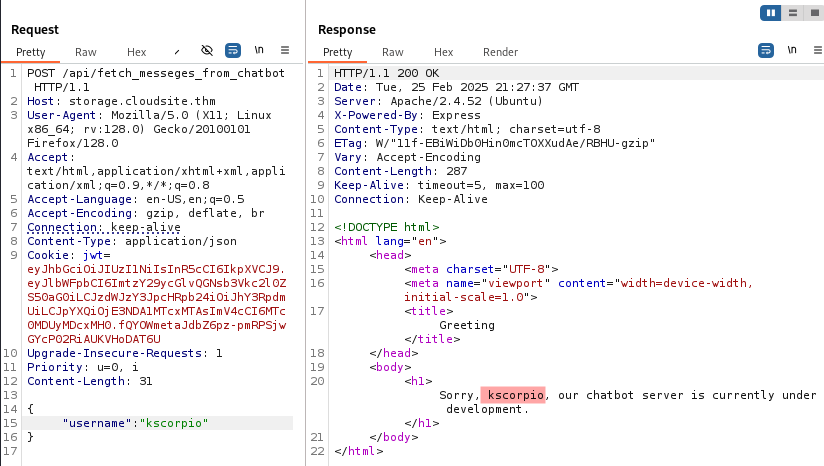 Request
Response
Pretty Raw Hex \n
Pretty Raw Hex Render \n
1 POST /api/fetch_messeges_from_chatbot
HTTP/1.1
2 Host: storage.cloudsite.thm
3 User-Agent: Mozilla/5.0 (X11; Linux
x86_64; rv:128.0) Gecko/20100101
Firefox/128.0
4 Accept:
text/html,application/xhtml+xml,appli
cation/xml;q=0.9,*/*;q=0.8
5 Accept-Language: en-US,en;q=0.5
6 Accept-Encoding: gzip, deflate, br
7 Connection: keep-alive
8 Content-Type: application/json
9 Cookie: jwt=
eyJhbGciOiJIUzI1NiIsInR5cCI6IkpXVCJ9.
eyJlbWFpbCI6ImtzY29ycGlvQGNsb3Vkc2l0Z
S50aG0iLCJzdWJzY3JpcHRpb24iOiJhY3Rpdm
UiLCJpYXQiOjE3NDA1MTcxMTAsImV4cCI6MTc
0MDUyMDcxMH0.fQYOWmetaJdbZ6pz-pmRPSjw
GYcP02RiAUKVHoDAT6U
10 Upgrade-Insecure-Requests: 1
11 Priority: u=0, i
12 Content-Length: 31
13
14 {
15 "username":"kscorpio"
16 }
17
1 HTTP/1.1 200 OK
2 Date: Tue, 25 Feb 2025 21:27:37 GMT
3 Server: Apache/2.4.52 (Ubuntu)
4 X-Powered-By: Express
5 Content-Type: text/html; charset=utf-8
6 ETag: W/"11f-EBiWiDb0Hin0mcTOXXudAe/RBHU-gzip"
7 Vary: Accept-Encoding
8 Content-Length: 287
9 Keep-Alive: timeout=5, max=100
10 Connection: Keep-Alive
11
12 <!DOCTYPE html>
13 <html lang="en">
14 <head>
15 <meta charset="UTF-8">
16 <meta name="viewport" content="width=device-width,
initial-scale=1.0">
17 <title>
Greeting
</title>
18 </head>
19 <body>
20 <h1>
Sorry, kscorpio, our chatbot server is currently under
development.
</h1>
21 </body>
22 </html>